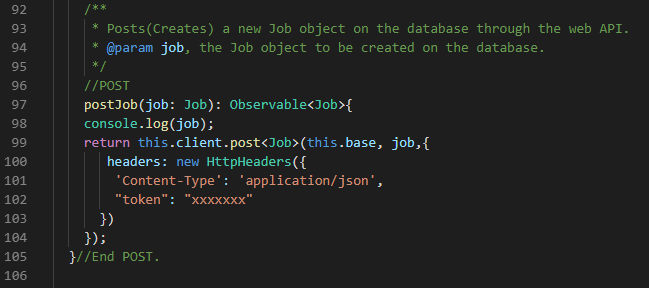 92 /**
93 * Posts(Creates) a new Job object on the database through the web API.
94 * @param job, the Job object to be created on the database.
95 */
96 //POST
97 postJob(job: Job): Observable<Job>{
98 console.log(job);
99 return this.client.post<Job>(this.base, job,{
100 headers: new HttpHeaders({
101 'Content-Type': 'application/json',
102 "token": "xxxxxxx"
103 })
104 });
105 }//End POST.
106